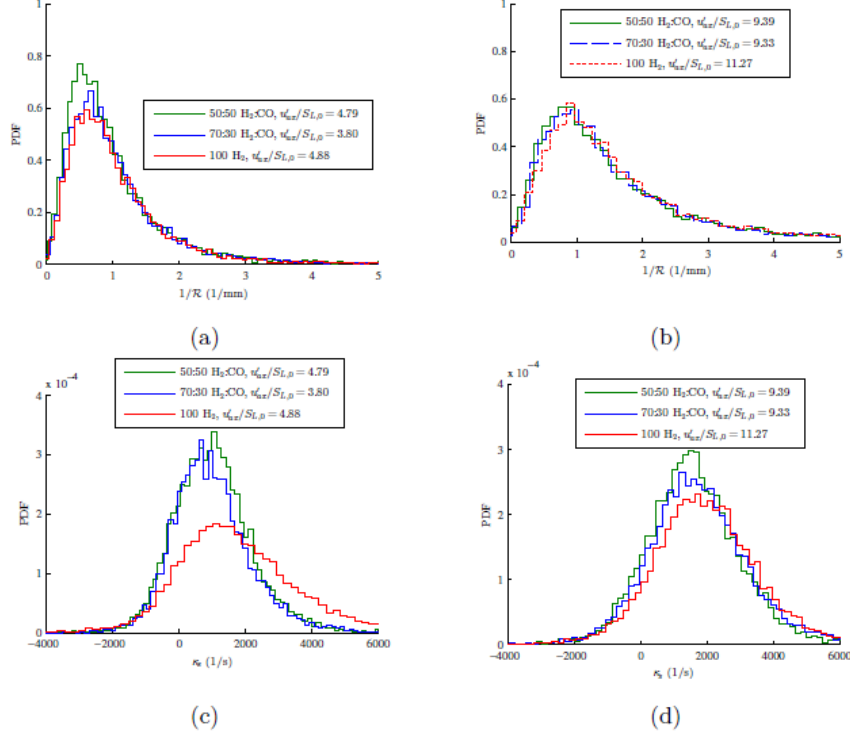 1
0.8
0.6
0.4
0.2
0
PDF
50:50 H₂:CO, u′ₐₓ/S_L,0 = 4.79
70:30 H₂:CO, u′ₐₓ/S_L,0 = 3.80
100 H₂, u′ₐₓ/S_L,0 = 4.88
0 1 2 3 4 5
1/ℛ (1/mm)
(a)
1
0.8
0.6
0.4
0.2
0
PDF
50:50 H₂:CO, u′ₐₓ/S_L,0 = 9.39
70:30 H₂:CO, u′ₐₓ/S_L,0 = 9.33
100 H₂, u′ₐₓ/S_L,0 = 11.27
0 1 2 3 4 5
1/ℛ (1/mm)
(b)
x 10⁻⁴
4
3
2
1
0
PDF
50:50 H₂:CO, u′ₐₓ/S_L,0 = 4.79
70:30 H₂:CO, u′ₐₓ/S_L,0 = 3.80
100 H₂, u′ₐₓ/S_L,0 = 4.88
−4000 −2000 0 2000 4000 6000
(1/s)
(c)
x 10⁻⁴
4
3
2
1
0
PDF
50:50 H₂:CO, u′ₐₓ/S_L,0 = 9.39
70:30 H₂:CO, u′ₐₓ/S_L,0 = 9.33
100 H₂, u′ₐₓ/S_L,0 = 11.27
−4000 −2000 0 2000 4000 6000
κₛ (1/s)
(d)